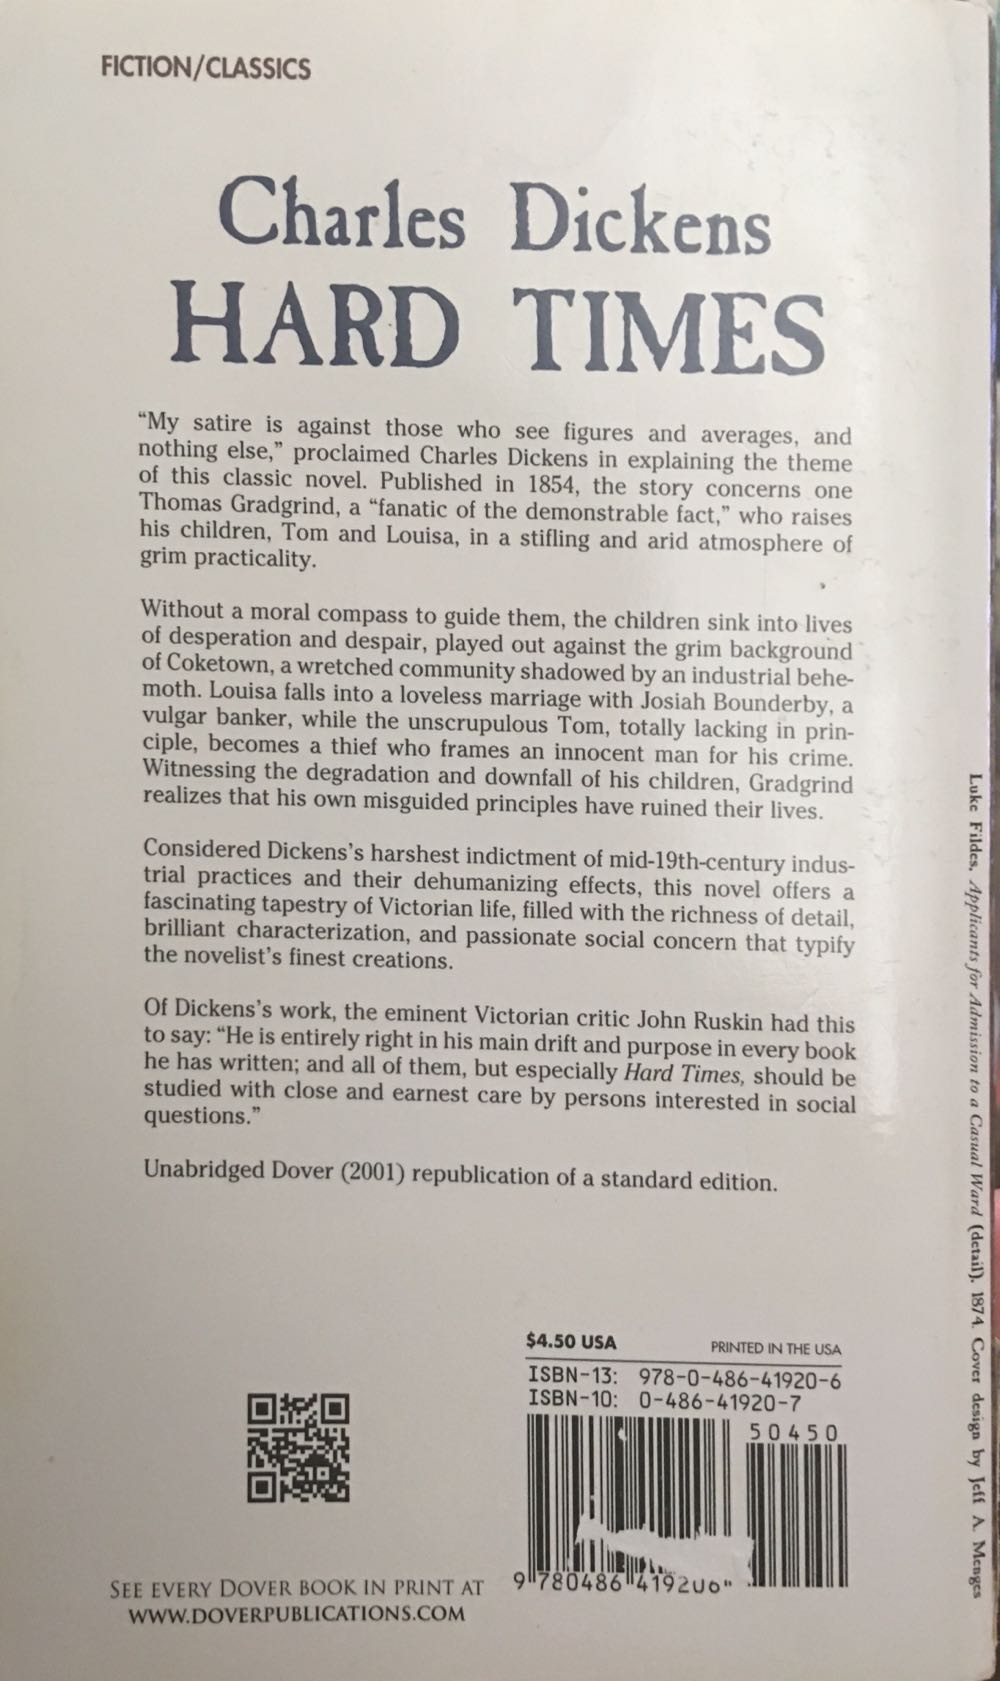 FICTION/CLASSICS
Charles Dickens
HARD TIMES
“My satire is against those who see figures and averages, and
nothing else,” proclaimed Charles Dickens in explaining the theme
of this classic novel. Published in 1854, the story concerns one
Thomas Gradgrind, a “fanatic of the demonstrable fact,” who raises
his children, Tom and Louisa, in a stifling and arid atmosphere of
grim practicality.
Without a moral compass to guide them, the children sink into lives
of desperation and despair, played out against the grim background
of Coketown, a wretched community shadowed by an industrial behe-
moth. Louisa falls into a loveless marriage with Josiah Bounderby, a
vulgar banker, while the unscrupulous Tom, totally lacking in prin-
ciple, becomes a thief who frames an innocent man for his crime.
Witnessing the degradation and downfall of his children, Gradgrind
realizes that his own misguided principles have ruined their lives.
Considered Dickens’s harshest indictment of mid-19th-century indus-
trial practices and their dehumanizing effects, this novel offers a
fascinating tapestry of Victorian life, filled with the richness of detail,
brilliant characterization, and passionate social concern that typify
the novelist’s finest creations.
Of Dickens’s work, the eminent Victorian critic John Ruskin had this
to say: “He is entirely right in his main drift and purpose in every book
he has written; and all of them, but especially Hard Times, should be
studied with close and earnest care by persons interested in social
questions.”
Unabridged Dover (2001) republication of a standard edition.
$4.50 USA PRINTED IN THE USA
ISBN-13: 978-0-486-41920-6
ISBN-10: 0-486-41920-7
50450
9 780486 419206
SEE EVERY DOVER BOOK IN PRINT AT
WWW.DOVERPUBLICATIONS.COM
Luke Fildes, Applicants for Admission to a Casual Ward (detail), 1874. Cover design by Jeff A. Menges